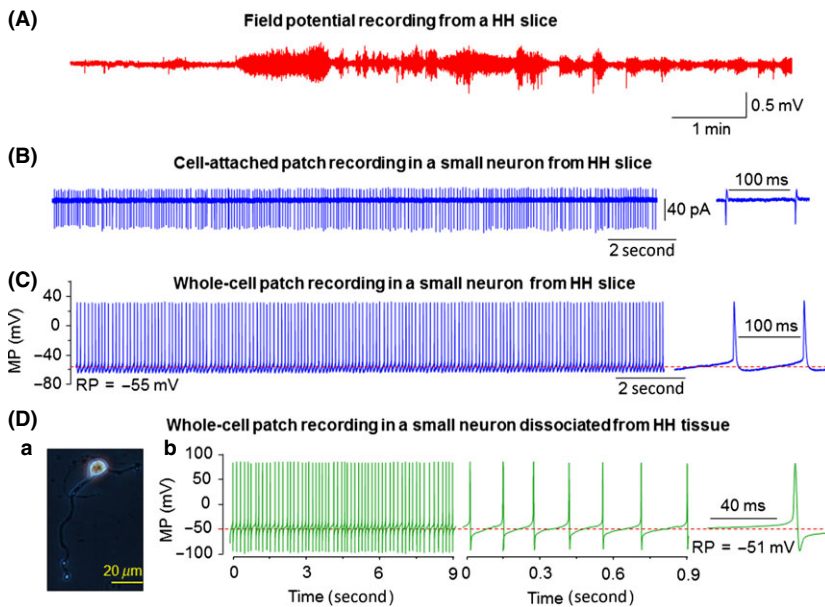 (A)
Field potential recording from a HH slice
0.5 mV
1 min
(B)
Cell-attached patch recording in a small neuron from HH slice
100 ms
40 pA
2 second
(C)
Whole-cell patch recording in a small neuron from HH slice
MP (mV)
40
0
−40
−80
RP = −55 mV
100 ms
2 second
(D)
Whole-cell patch recording in a small neuron dissociated from HH tissue
a
20 μm
b
MP (mV)
100
50
0
−50
−100
40 ms
RP = −51 mV
0 3 6 9
Time (second)
0 0.3 0.6 0.9
Time (second)